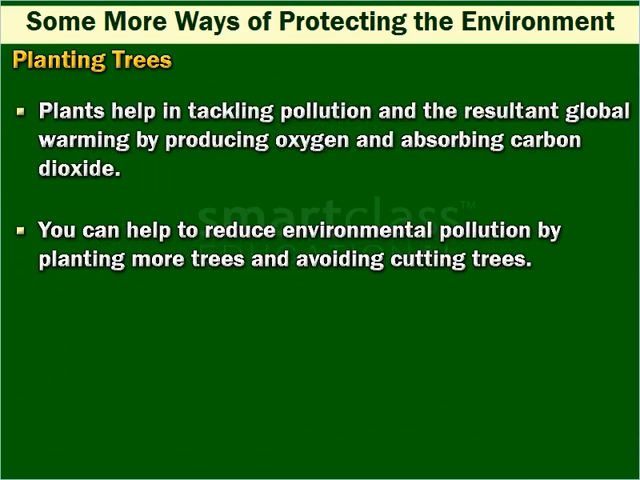 Some More Ways of Protecting the Environment
Planting Trees
Plants help in tackling pollution and the resultant global
warming by producing oxygen and absorbing carbon
dioxide.
smartclass™
EDUCATION
You can help to reduce environmental pollution by
planting more trees and avoiding cutting trees.